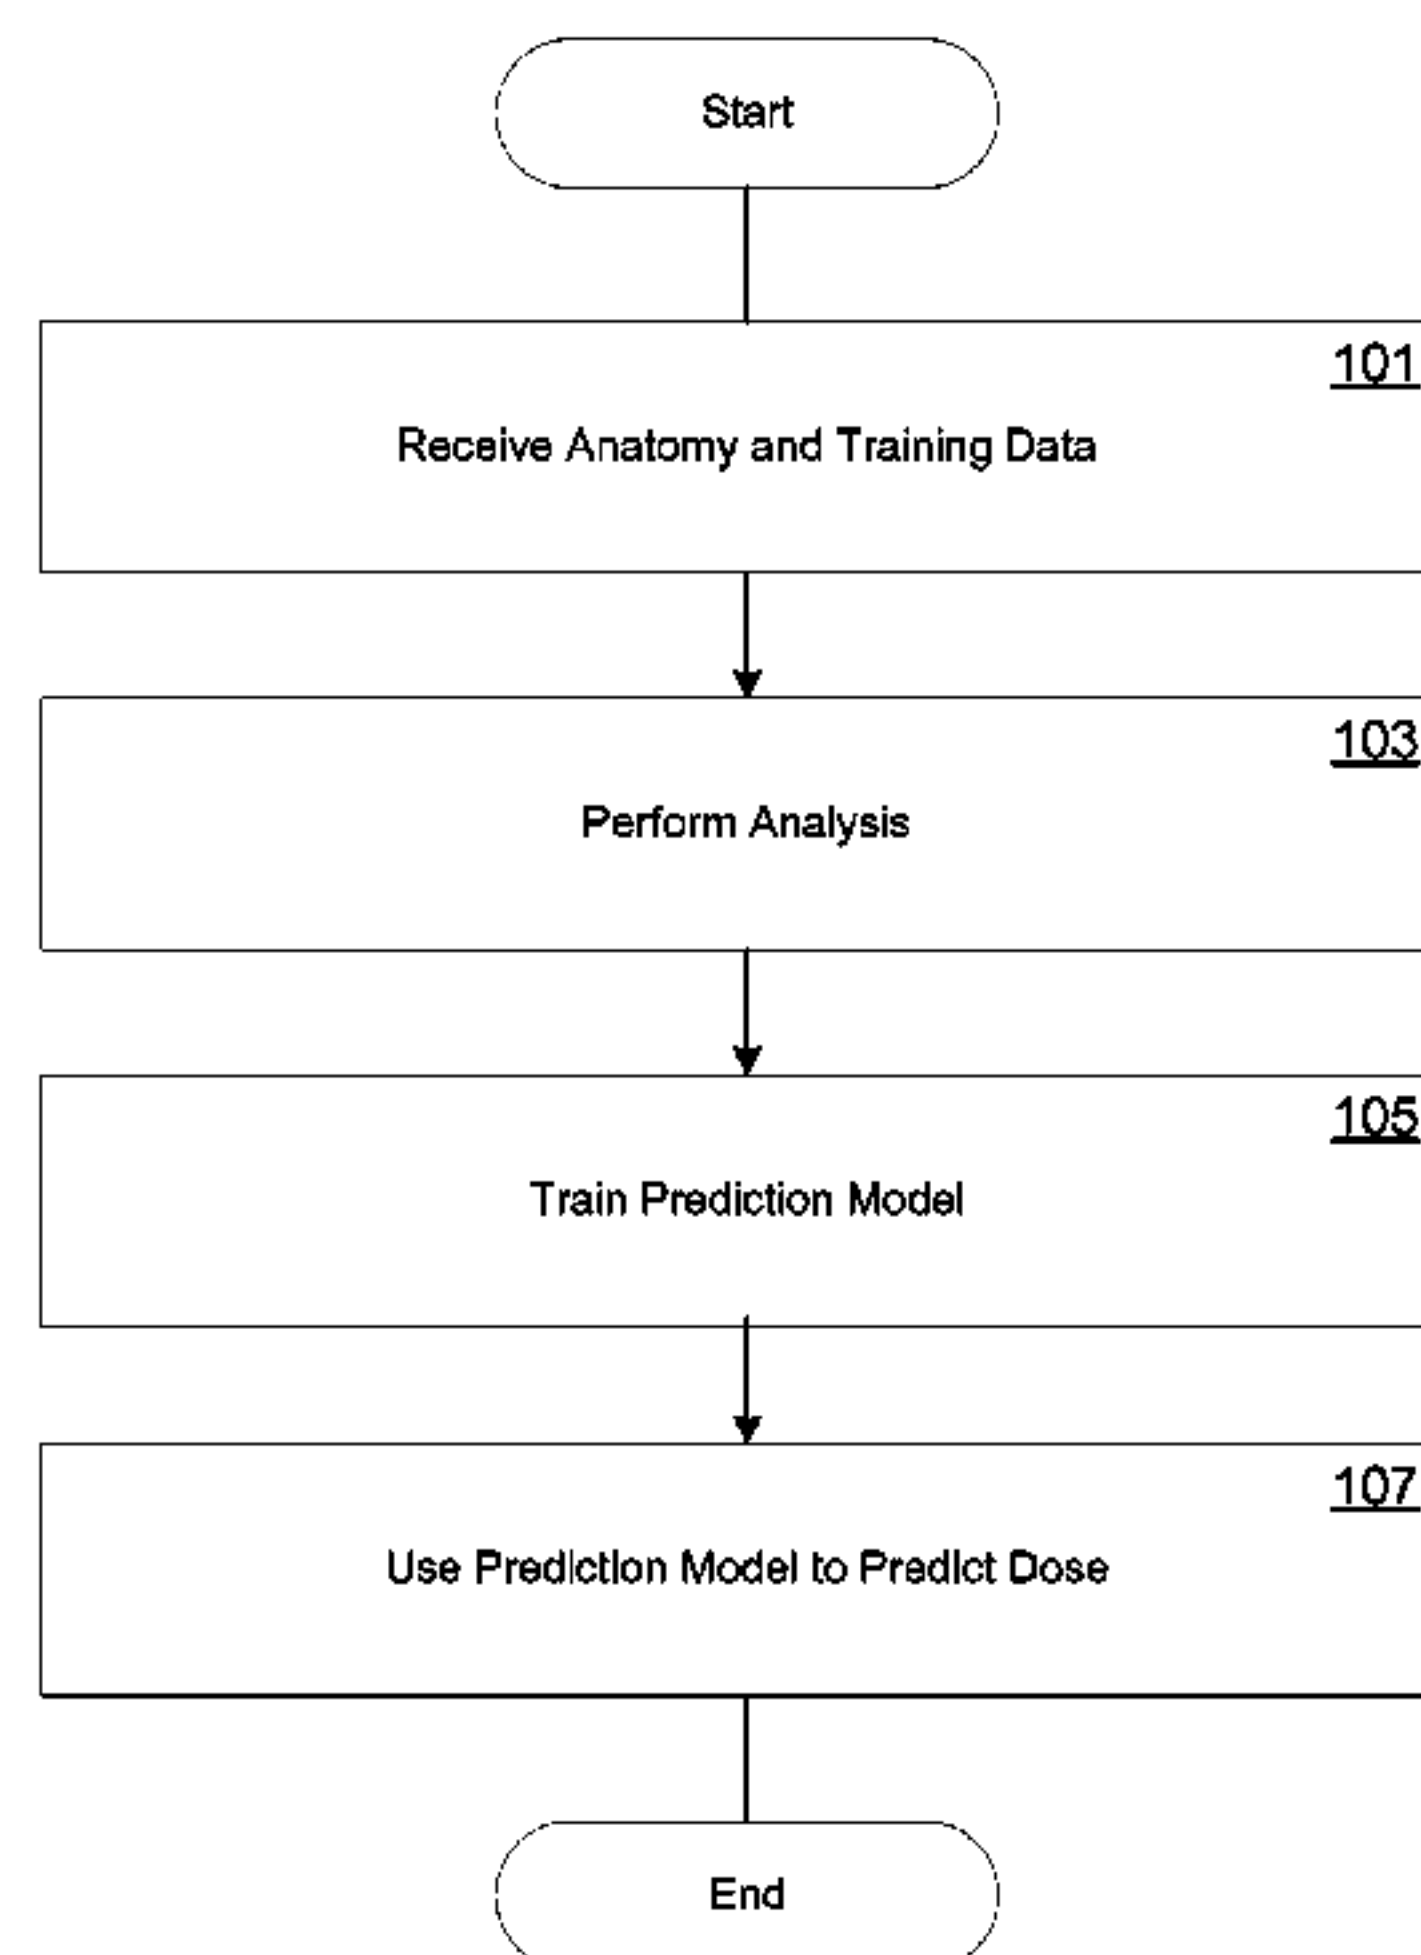 Start
101
Receive Anatomy and Training Data
103
Perform Analysis
105
Train Prediction Model
107
Use Prediction Model to Predict Dose
End